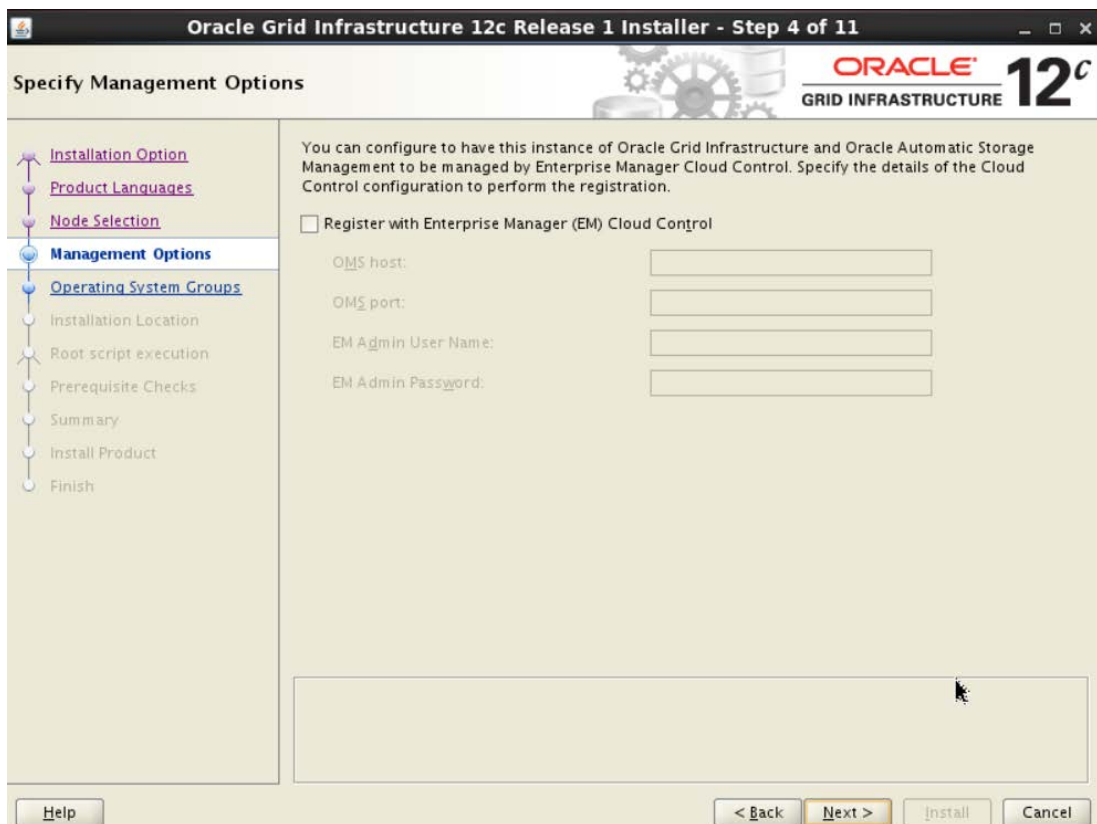 Oracle Grid Infrastructure 12c Release 1 Installer - Step 4 of 11
Specify Management Options
ORACLE
GRID INFRASTRUCTURE
12c
Installation Option
Product Languages
Node Selection
Management Options
Operating System Groups
Installation Location
Root script execution
Prerequisite Checks
Summary
Install Product
Finish
You can configure to have this instance of Oracle Grid Infrastructure and Oracle Automatic Storage
Management to be managed by Enterprise Manager Cloud Control. Specify the details of the Cloud
Control configuration to perform the registration.
Register with Enterprise Manager (EM) Cloud Control
OMS host:
OMS port:
EM Admin User Name:
EM Admin Password:
Help
< Back
Next >
Install
Cancel